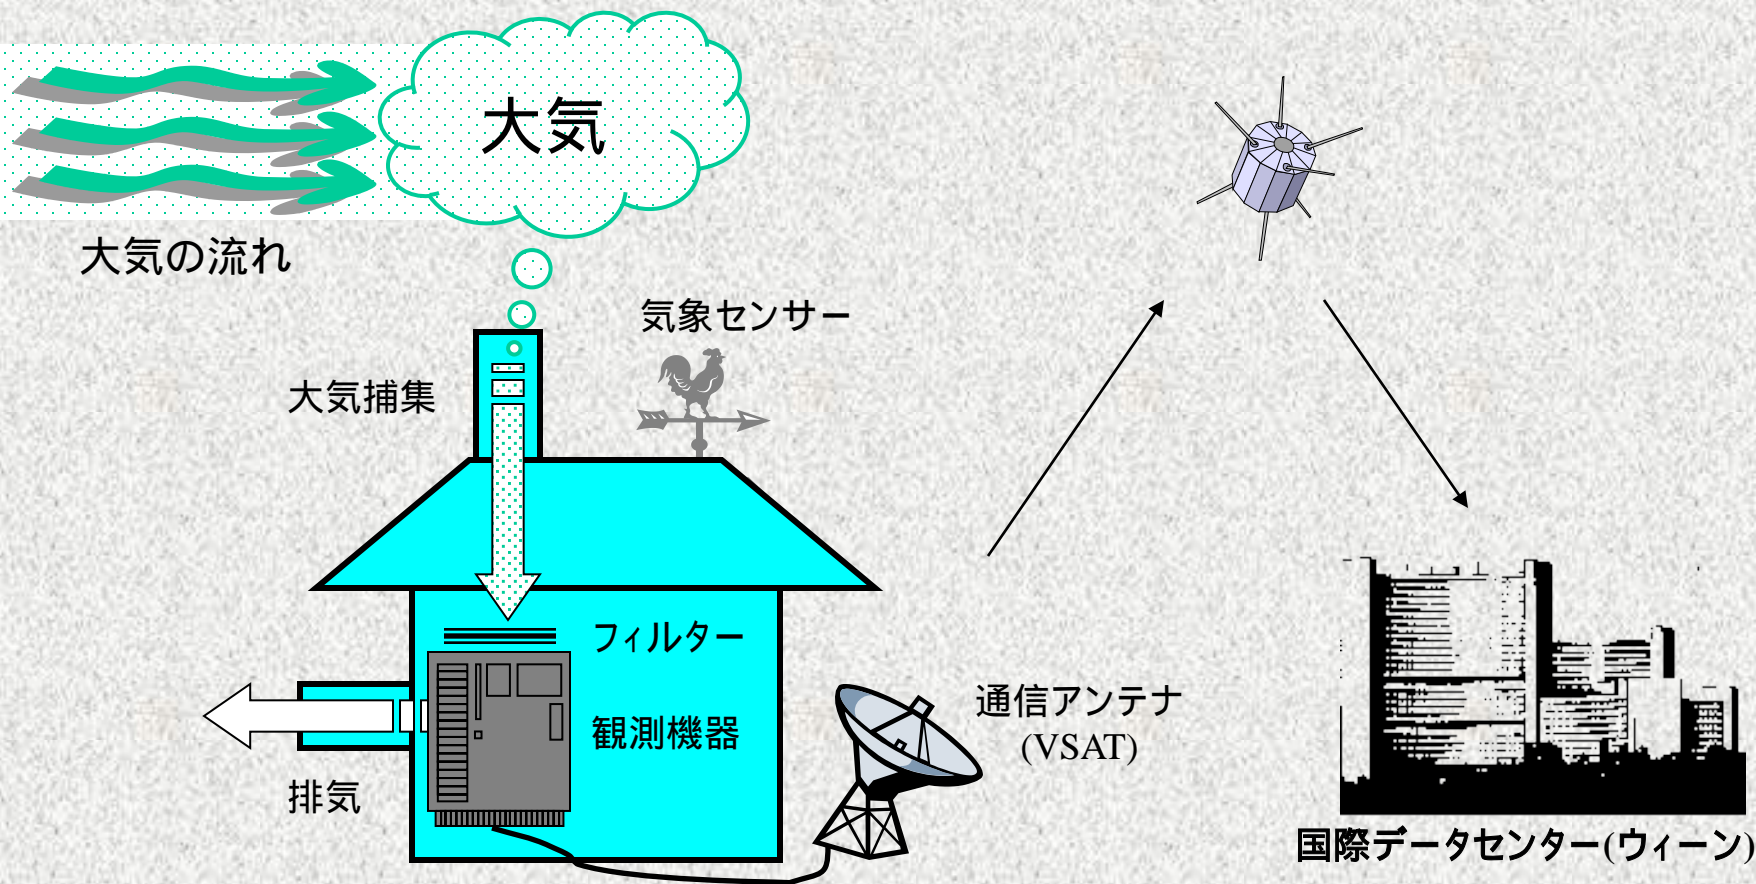 大気
大気の流れ
気象センサー
大気捕集
フィルター
観測機器
排気
通信アンテナ
(VSAT)
国際データセンター(ウィーン)